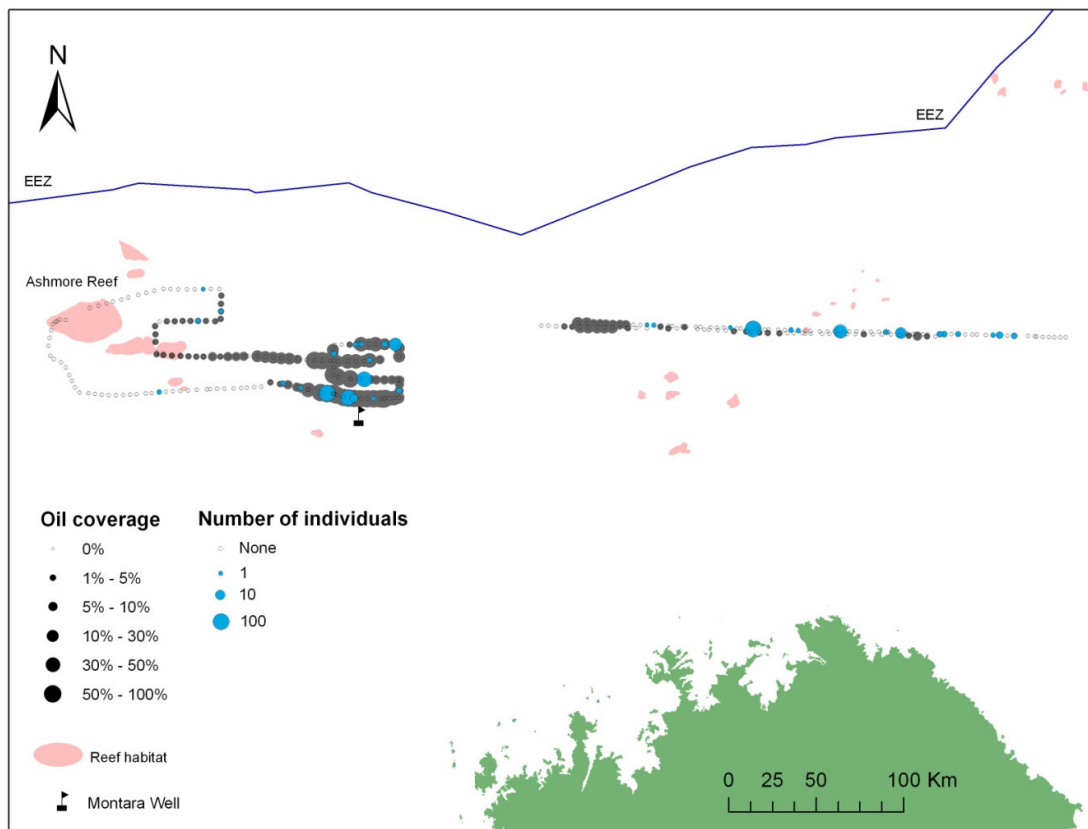 N
EEZ
EEZ
Ashmore Reef
Oil coverage
0%
1% - 5%
5% - 10%
10% - 30%
30% - 50%
50% - 100%
Number of individuals
None
1
10
100
Reef habitat
Montara Well
0 25 50 100 Km